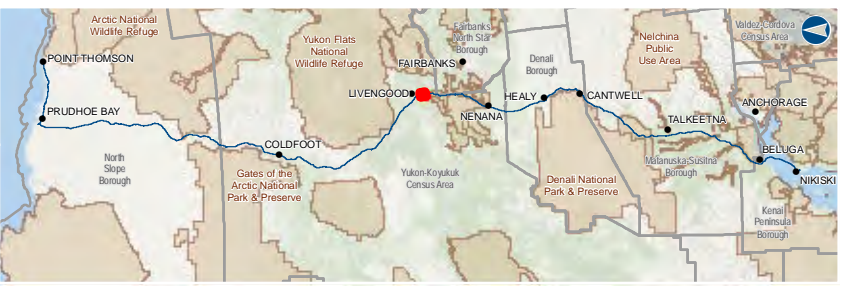 Arctic National
Wildlife Refuge
POINT THOMSON
PRUDHOE BAY
North
Slope
Borough
COLDFOOT
Gates of the
Arctic National
Park & Preserve
Yukon Flats
National
Wildlife Refuge
LIVENGOOD
FAIRBANKS
Fairbanks
North Star
Borough
Yukon-Koyukuk
Census Area
NENANA
HEALY
Denali
Borough
CANTWELL
Denali National
Park & Preserve
Nelchina
Public
Use Area
TALKEETNA
Matanuska-Susitna
Borough
Valdez-Cordova
Census Area
ANCHORAGE
BELUGA
NIKISKI
Kenai
Peninsula
Borough